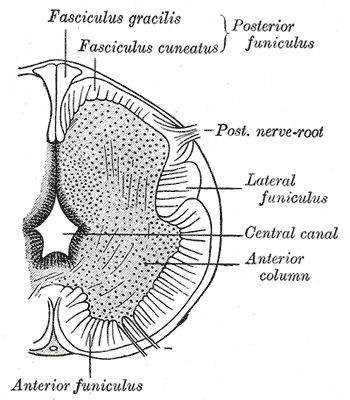 Fasciculus gracilis
Fasciculus cuneatus
Posterior
funiculus
Post. nerve-root
Lateral
funiculus
Central canal
Anterior
column
Anterior funiculus